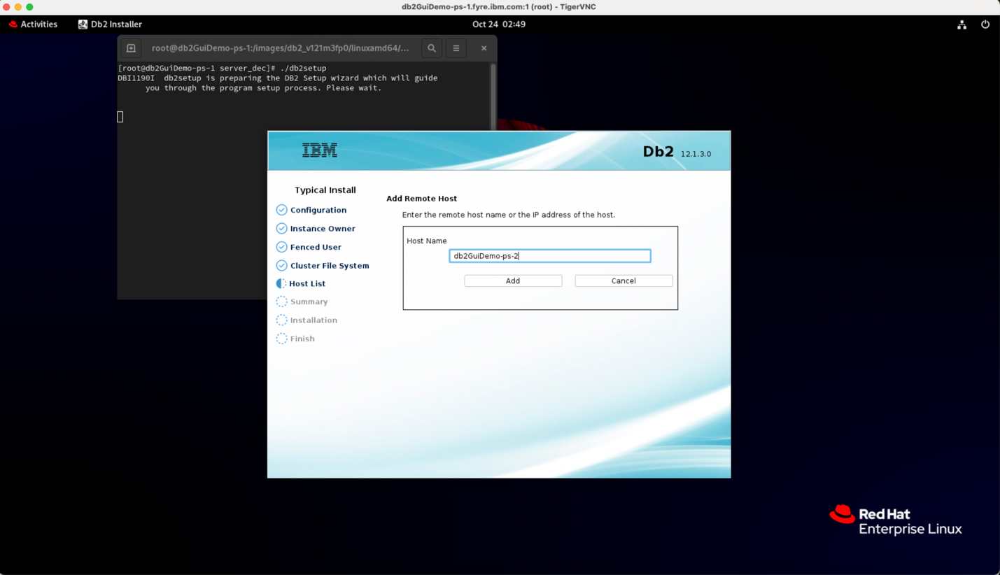 db2GuiDemo-ps-1.fyre.ibm.com:1 (root) - TigerVNC
Activities
Db2 Installer
Oct 24 02:49
root@db2GuiDemo-ps-1:/images/db2_v121m3fp0/linuxamd64/...
[root@db2GuiDemo-ps-1 server_dec]# ./db2setup
DBI1190I  db2setup is preparing the DB2 Setup wizard which will guide
you through the program setup process. Please wait.
IBM
Db2 12.1.3.0
Typical Install
Configuration
Instance Owner
Fenced User
Cluster File System
Host List
Summary
Installation
Finish
Add Remote Host
Enter the remote host name or the IP address of the host.
Host Name
db2GuiDemo-ps-2
Add
Cancel
Red Hat
Enterprise Linux